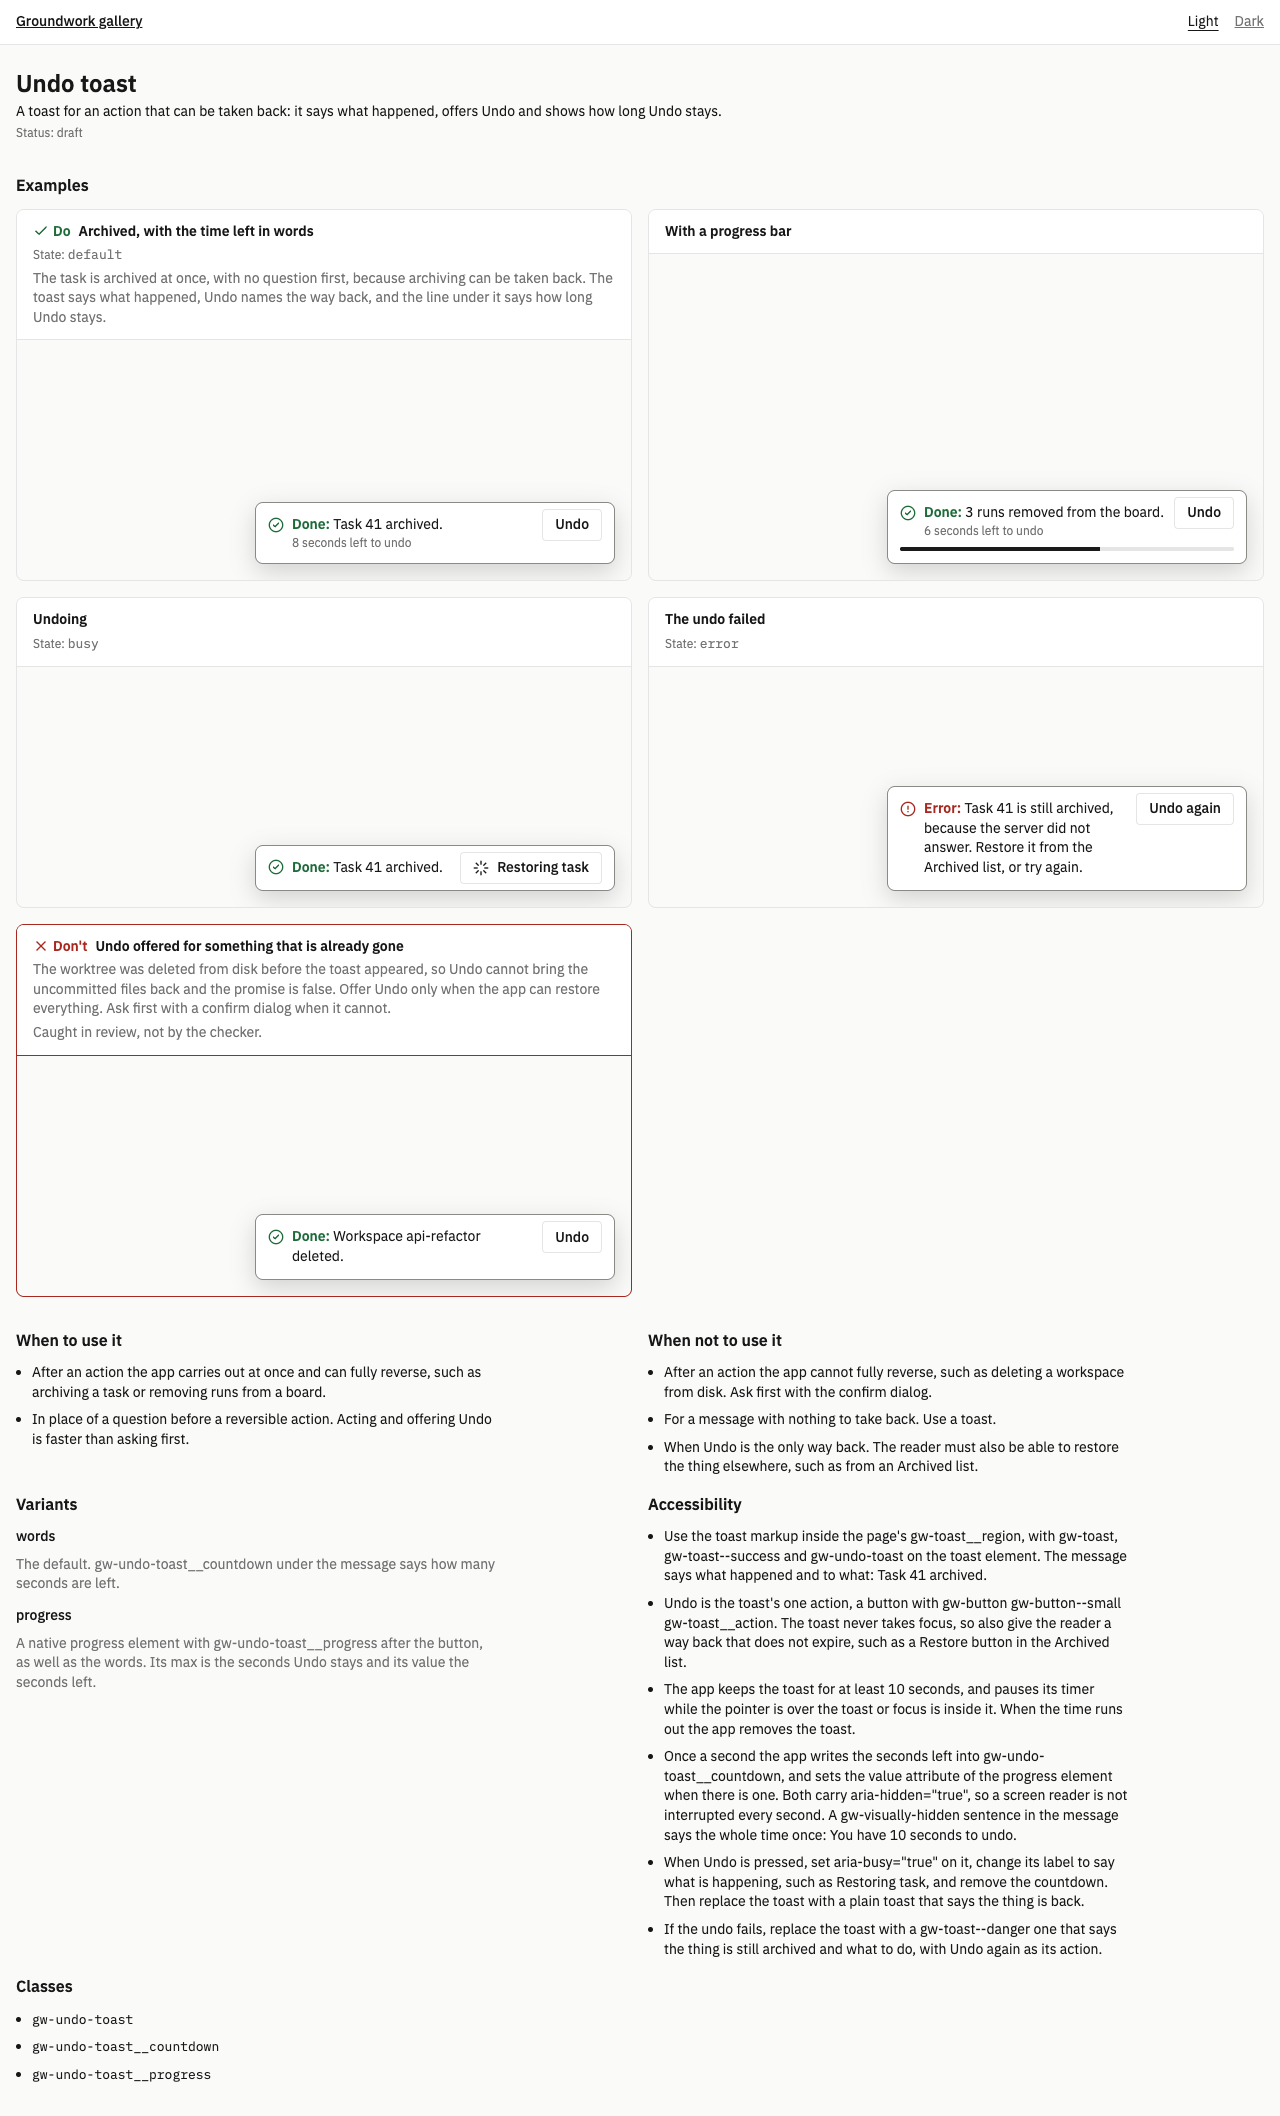 Groundwork gallery
Light Dark
Undo toast
A toast for an action that can be taken back: it says what happened, offers Undo and shows how long Undo stays.
Status: draft
Examples
Do Archived, with the time left in words
State: default
The task is archived at once, with no question first, because archiving can be taken back. The
toast says what happened, Undo names the way back, and the line under it says how long
Undo stays.
Done: Task 41 archived.
8 seconds left to undo
Undo
With a progress bar
Done: 3 runs removed from the board.
6 seconds left to undo
Undo
Undoing
State: busy
Done: Task 41 archived.
Restoring task
The undo failed
State: error
Error: Task 41 is still archived,
because the server did not
answer. Restore it from the
Archived list, or try again.
Undo again
Don't Undo offered for something that is already gone
The worktree was deleted from disk before the toast appeared, so Undo cannot bring the
uncommitted files back and the promise is false. Offer Undo only when the app can restore
everything. Ask first with a confirm dialog when it cannot.
Caught in review, not by the checker.
Done: Workspace api-refactor
deleted.
Undo
When to use it
After an action the app carries out at once and can fully reverse, such as
archiving a task or removing runs from a board.
In place of a question before a reversible action. Acting and offering Undo
is faster than asking first.
When not to use it
After an action the app cannot fully reverse, such as deleting a workspace
from disk. Ask first with the confirm dialog.
For a message with nothing to take back. Use a toast.
When Undo is the only way back. The reader must also be able to restore
the thing elsewhere, such as from an Archived list.
Variants
words
The default. gw-undo-toast__countdown under the message says how many
seconds are left.
progress
A native progress element with gw-undo-toast__progress after the button,
as well as the words. Its max is the seconds Undo stays and its value the
seconds left.
Accessibility
Use the toast markup inside the page's gw-toast__region, with gw-toast,
gw-toast--success and gw-undo-toast on the toast element. The message
says what happened and to what: Task 41 archived.
Undo is the toast's one action, a button with gw-button gw-button--small
gw-toast__action. The toast never takes focus, so also give the reader a
way back that does not expire, such as a Restore button in the Archived
list.
The app keeps the toast for at least 10 seconds, and pauses its timer
while the pointer is over the toast or focus is inside it. When the time runs
out the app removes the toast.
Once a second the app writes the seconds left into gw-undo-
toast__countdown, and sets the value attribute of the progress element
when there is one. Both carry aria-hidden="true", so a screen reader is not
interrupted every second. A gw-visually-hidden sentence in the message
says the whole time once: You have 10 seconds to undo.
When Undo is pressed, set aria-busy="true" on it, change its label to say
what is happening, such as Restoring task, and remove the countdown.
Then replace the toast with a plain toast that says the thing is back.
If the undo fails, replace the toast with a gw-toast--danger one that says
the thing is still archived and what to do, with Undo again as its action.
Classes
gw-undo-toast
gw-undo-toast__countdown
gw-undo-toast__progress